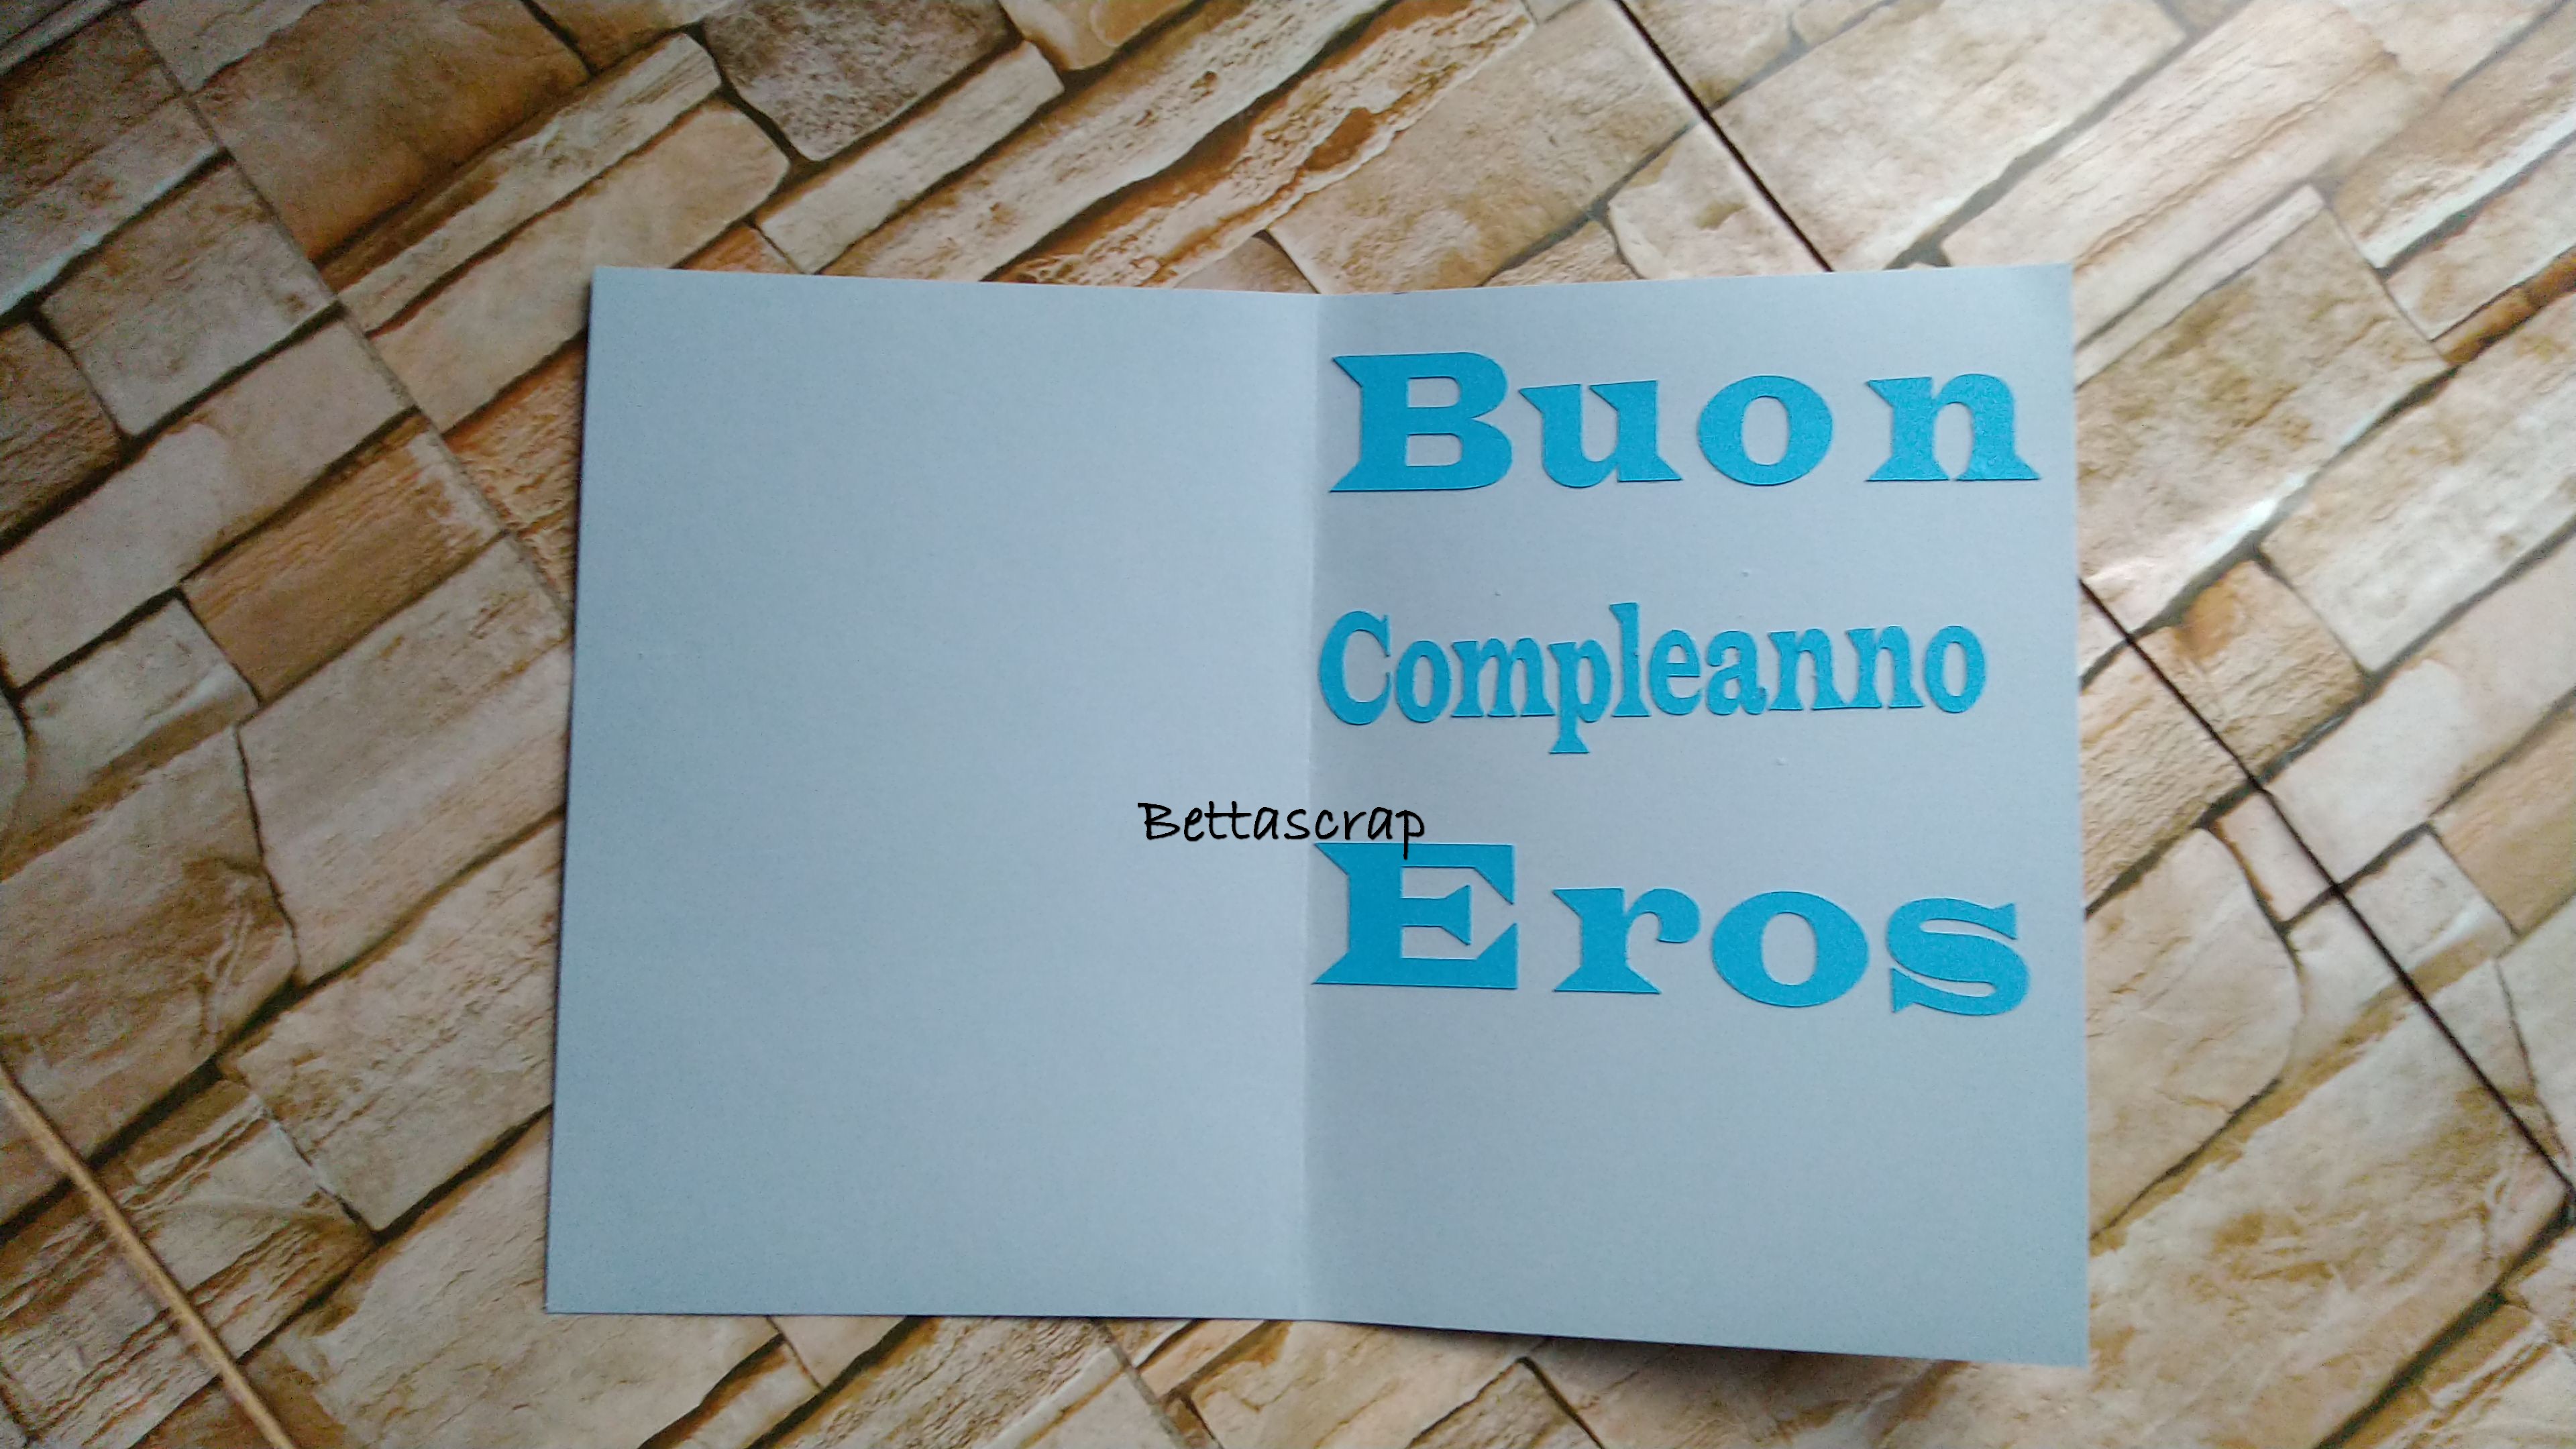 Buon
Compleanno
Bettascrap
Eros